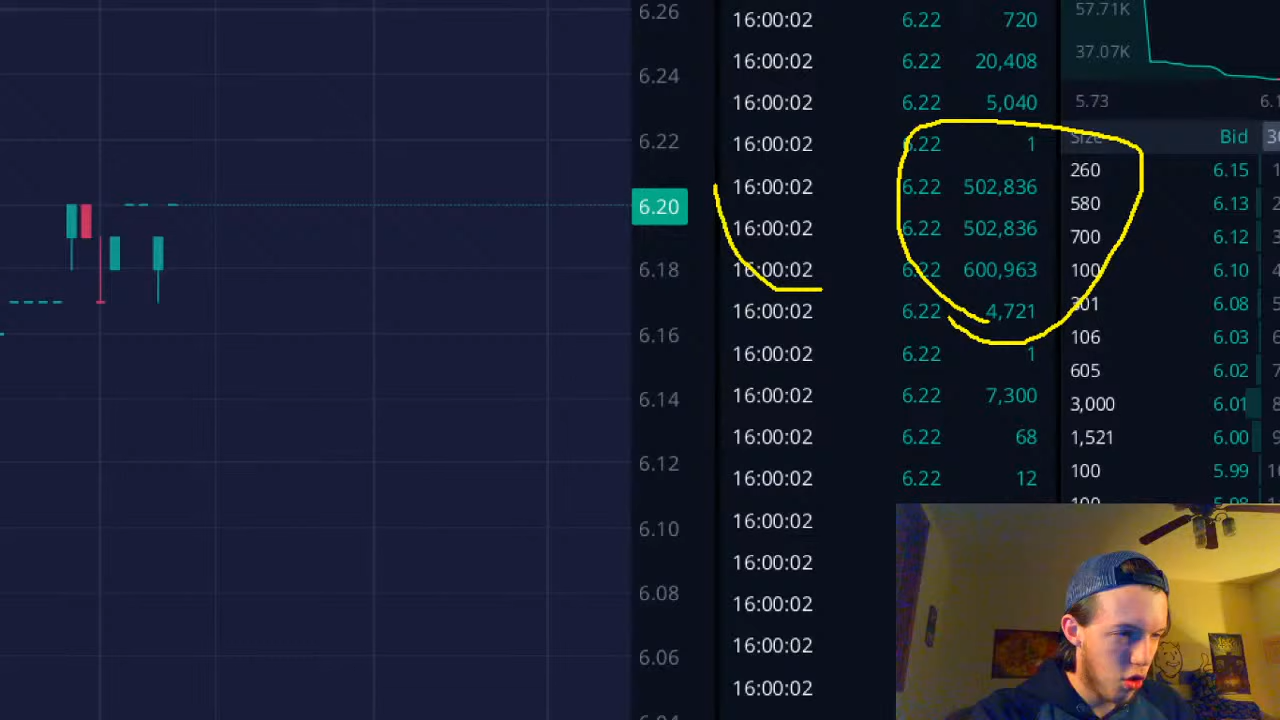 6.26
6.24
6.22
6.20
6.18
6.16
6.14
6.12
6.10
6.08
6.06
16:00:02 6.22 720
16:00:02 6.22 20,408
16:00:02 6.22 5,040
16:00:02 6.22 1
16:00:02 6.22 502,836
16:00:02 6.22 502,836
16:00:02 6.22 600,963
16:00:02 6.22 4,721
16:00:02 6.22 1
16:00:02 6.22 7,300
16:00:02 6.22 68
16:00:02 6.22 12
16:00:02
16:00:02
16:00:02
16:00:02
16:00:02
57.71K
37.07K
5.73
Size Bid
260 6.15
580 6.13
700 6.12
100 6.10
301 6.08
106 6.03
605 6.02
3,000 6.01
1,521 6.00
100 5.99